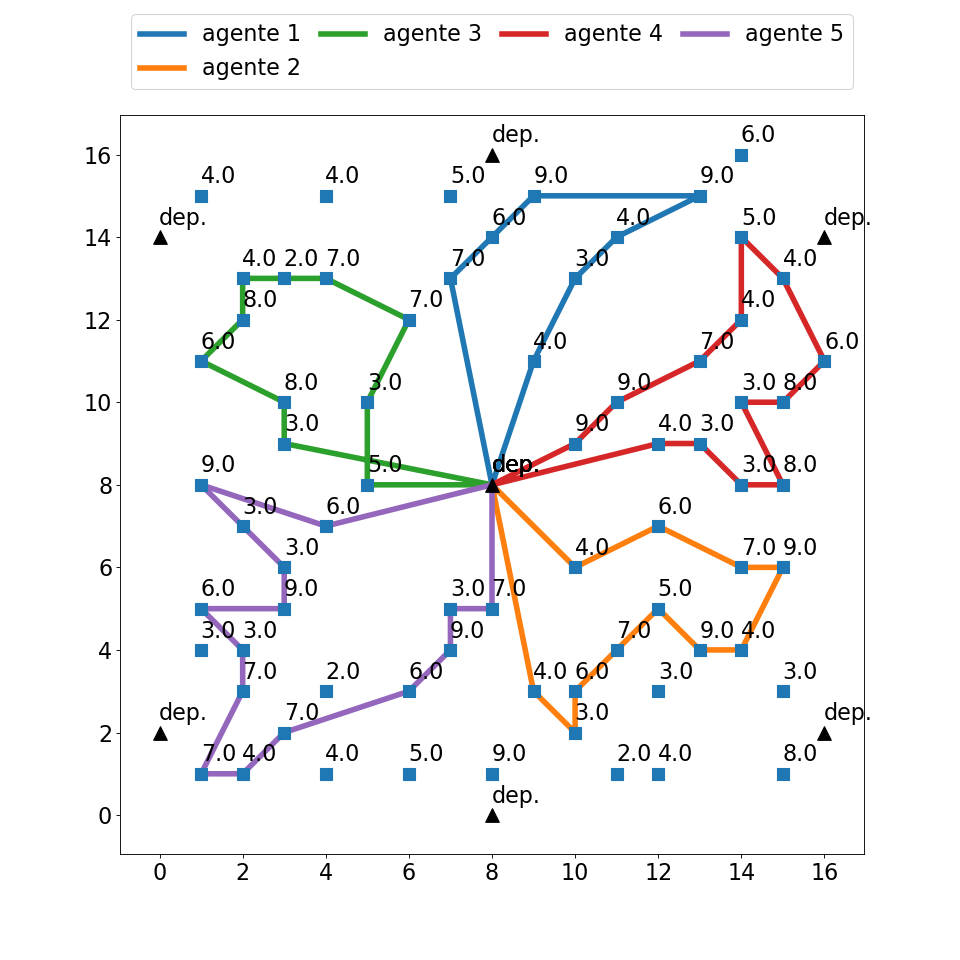 agente 1 agente 3 agente 4 agente 5
agente 2
16 dep. 6.0
4.0 4.0 5.0 9.0 9.0
14 dep. 6.0 4.0 5.0 dep.
4.0 2.0 7.0 7.0 3.0 4.0
12 8.0 7.0 4.0
6.0 4.0 7.0 6.0
10 8.0 3.0 9.0 3.0 8.0
3.0 9.0 4.0 3.0
8 9.0 5.0 dep. 3.0 8.0
3.0 6.0 6.0
6 3.0 4.0 7.0 9.0
6.0 9.0 3.0 7.0 5.0
4 3.0 3.0 9.0 7.0 9.0 4.0
7.0 2.0 6.0 4.0 6.0 3.0 3.0
2 dep. 7.0 3.0 dep.
7.0 4.0 4.0 5.0 9.0 2.0 4.0 8.0
0 dep.
0 2 4 6 8 10 12 14 16